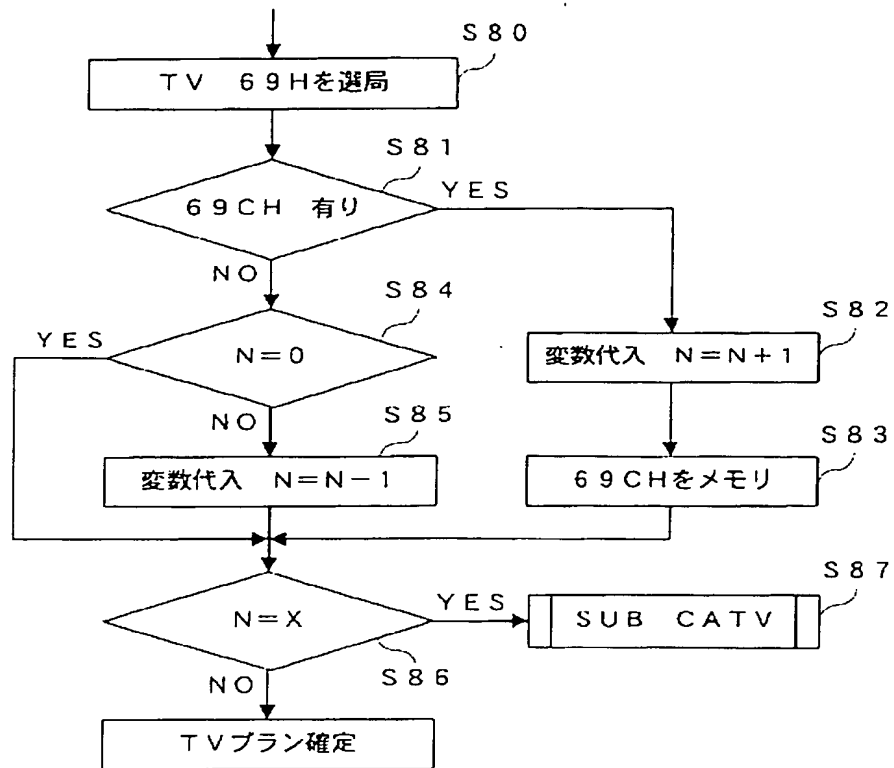 S80
TV 69Hを選局
S81
69CH 有り
YES
NO
S84
S82
YES
N=0
変数代入 N=N+1
NO
S85
S83
変数代入 N=N-1
69CHをメモリ
S87
N=X
YES
SUB CATV
S86
NO
TVプラン確定